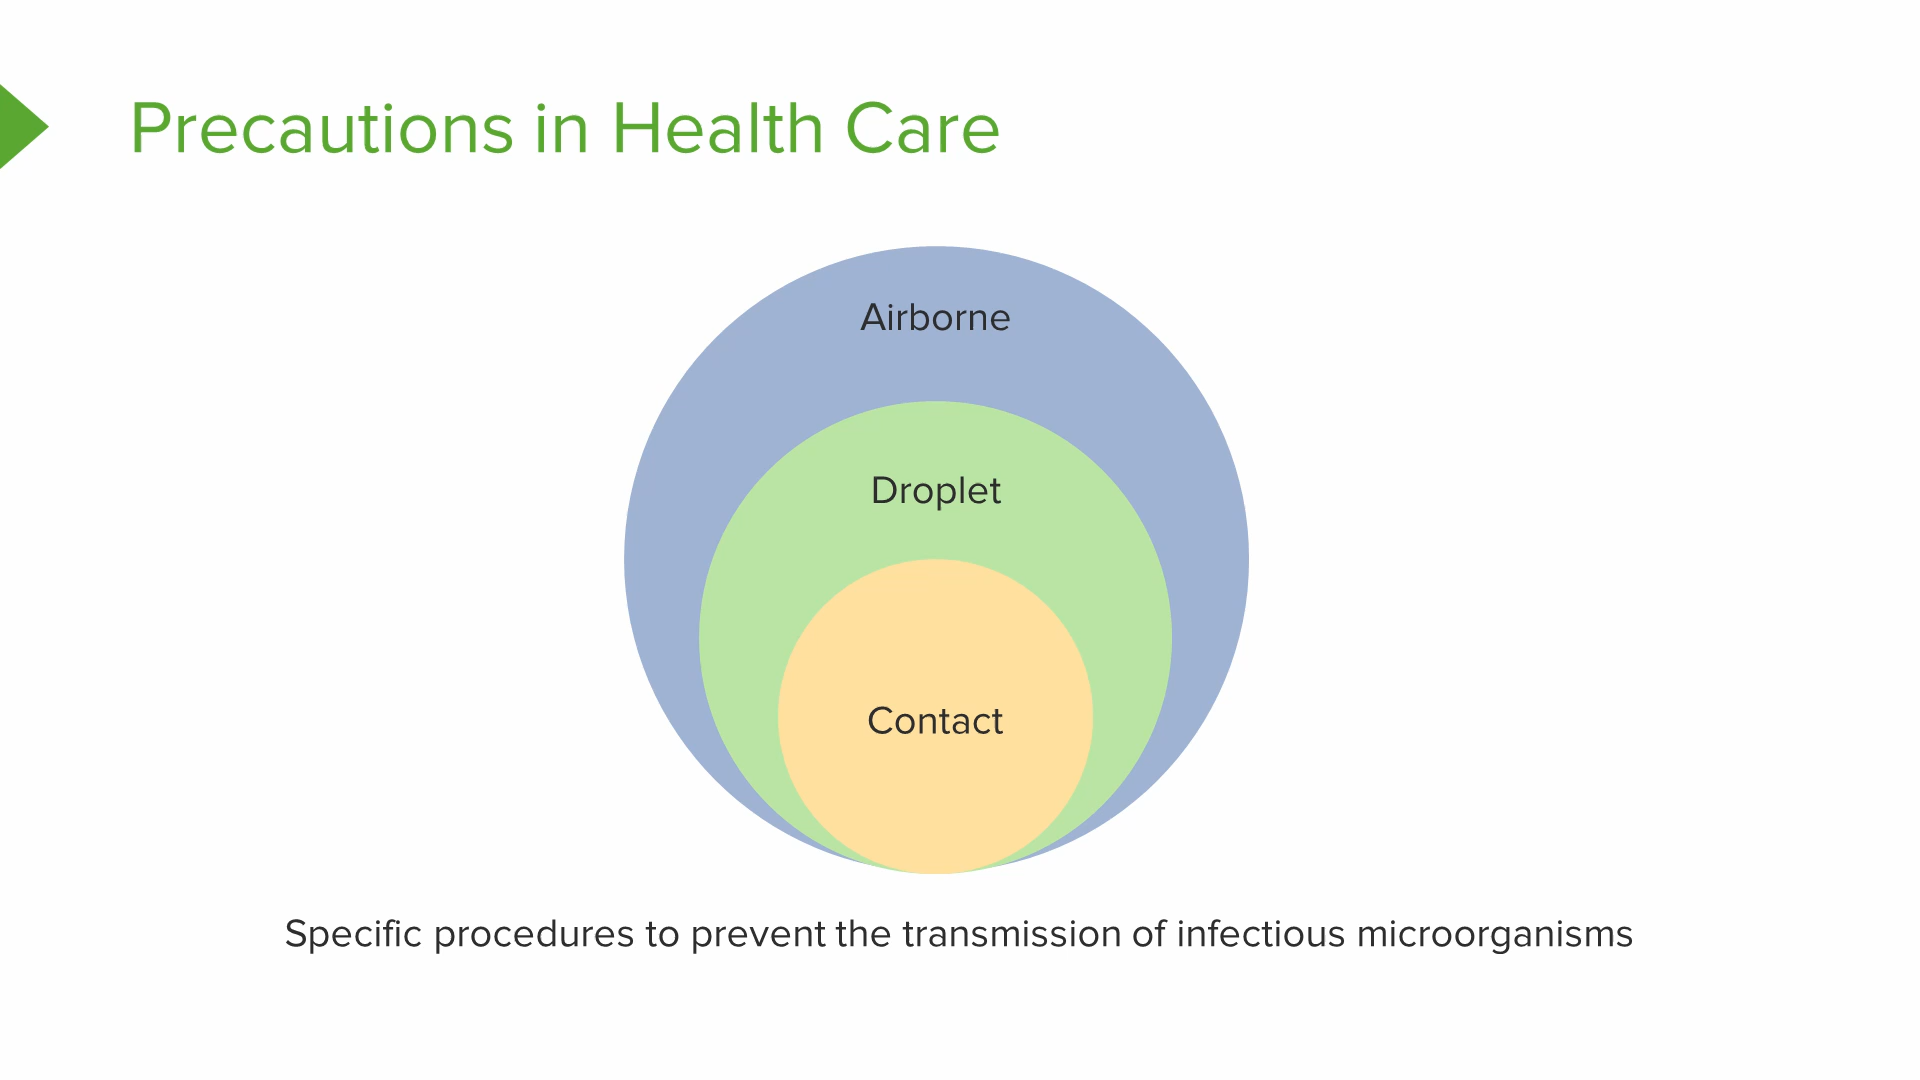 Precautions in Health Care
Airborne
Droplet
Contact
Specific procedures to prevent the transmission of infectious microorganisms